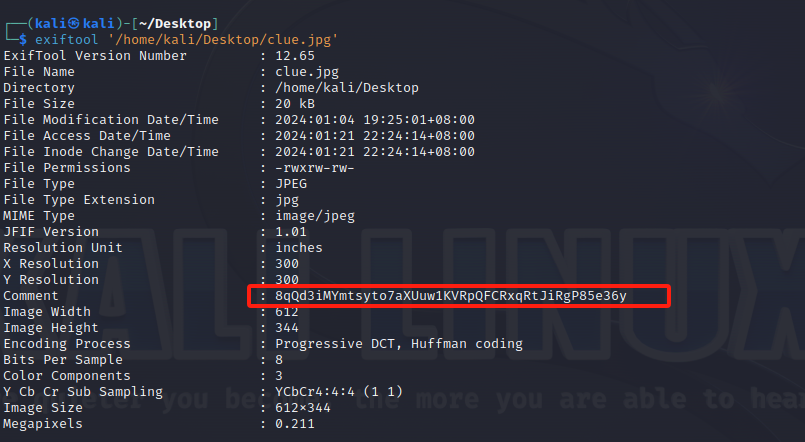 ┌──(kali㉿kali)-[~/Desktop]
└─$ exiftool '/home/kali/Desktop/clue.jpg'
ExifTool Version Number         : 12.65
File Name                       : clue.jpg
Directory                       : /home/kali/Desktop
File Size                       : 20 kB
File Modification Date/Time     : 2024:01:04 19:25:01+08:00
File Access Date/Time           : 2024:01:21 22:24:14+08:00
File Inode Change Date/Time     : 2024:01:21 22:24:14+08:00
File Permissions                : -rwxrw-rw-
File Type                       : JPEG
File Type Extension             : jpg
MIME Type                       : image/jpeg
JFIF Version                    : 1.01
Resolution Unit                 : inches
X Resolution                    : 300
Y Resolution                    : 300
Comment                         : 8qQd3iMYmtsyto7aXUuw1KVRpQFCRxqRtJiRgP85e36y
Image Width                     : 612
Image Height                    : 344
Encoding Process                : Progressive DCT, Huffman coding
Bits Per Sample                 : 8
Color Components                : 3
Y Cb Cr Sub Sampling            : YCbCr4:4:4 (1 1)
Image Size                      : 612×344
Megapixels                      : 0.211
ALI LINUX
the more you are able to hear